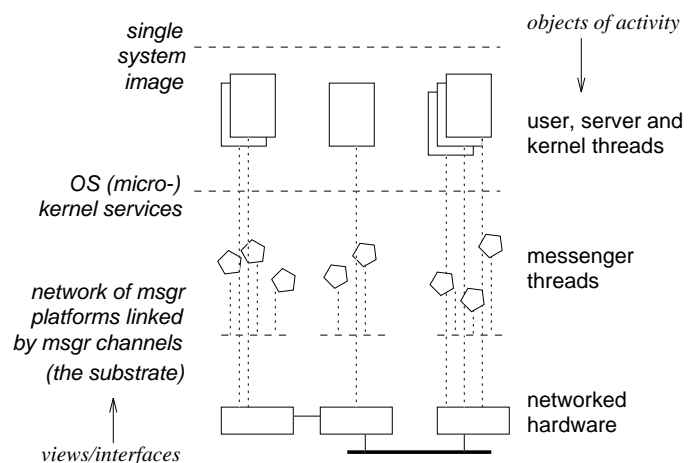 single
system
image
objects of activity
user, server and
kernel threads
OS (micro-)
kernel services
messenger
threads
network of msgr
platforms linked
by msgr channels
(the substrate)
networked
hardware
views/interfaces